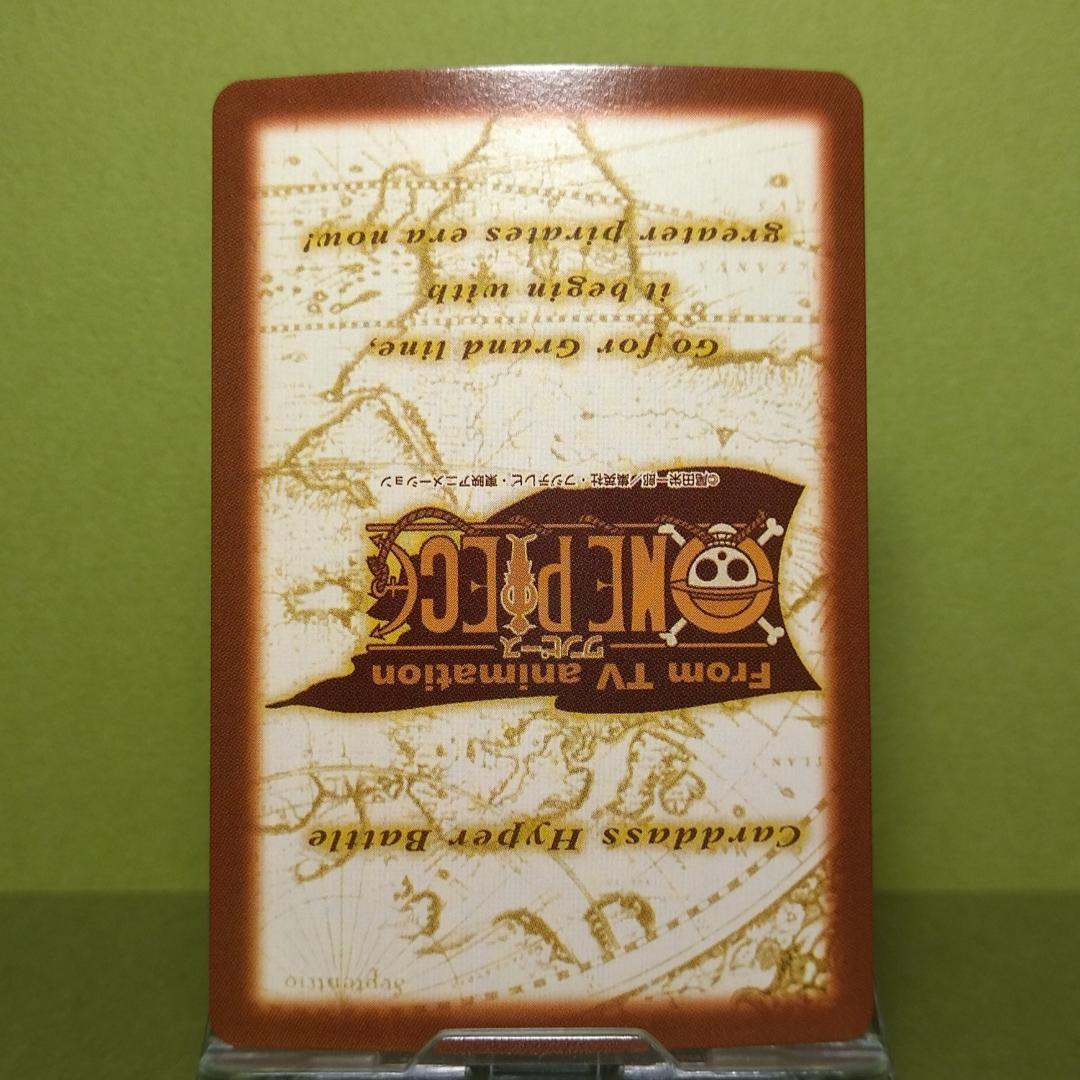 Carddass Hyper Battle
From TV animation
ワンピース
ONE PIECE
©尾田栄一郎／集英社・フジテレビ・東映アニメーション
Go for Grand line,
it begin with
greater pirates era now!
Septentrio